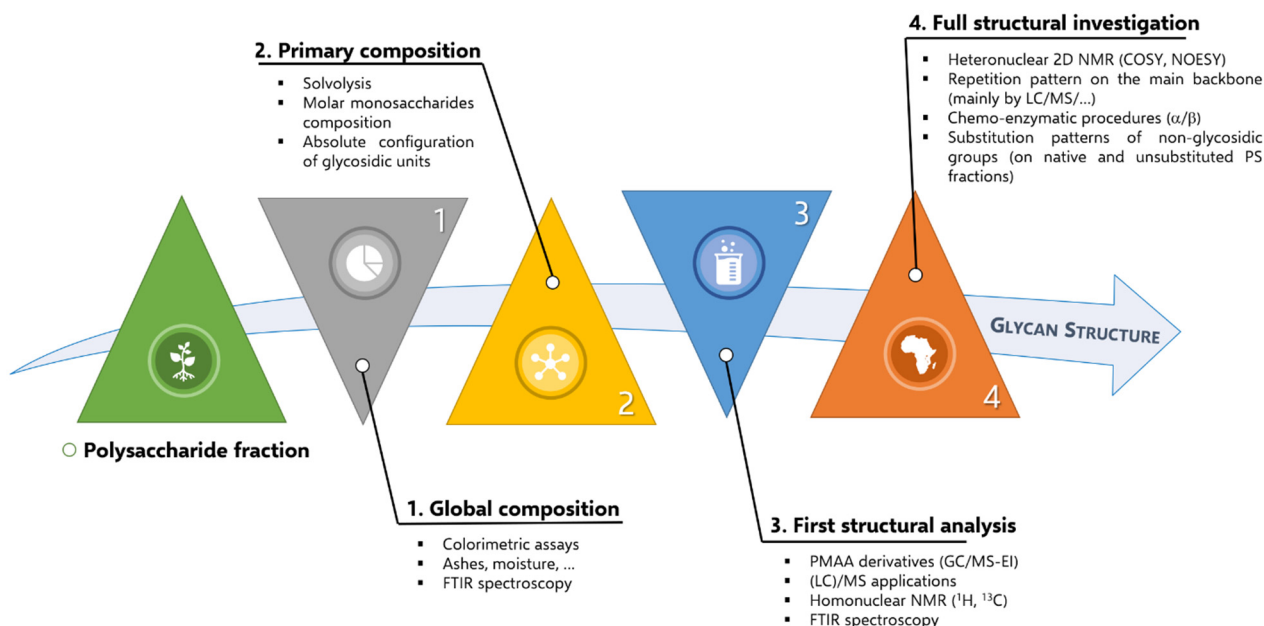 4. Full structural investigation
Heteronuclear 2D NMR (COSY, NOESY)
Repetition pattern on the main backbone
(mainly by LC/MS/...)
Chemo-enzymatic procedures (α/β)
Substitution patterns of non-glycosidic
groups (on native and unsubstituted PS
fractions)
2. Primary composition
Solvolysis
Molar monosaccharides
composition
Absolute configuration
of glycosidic units
1
2
3
4
GLYCAN STRUCTURE
Polysaccharide fraction
1. Global composition
Colorimetric assays
Ashes, moisture, ...
FTIR spectroscopy
3. First structural analysis
PMAA derivatives (GC/MS-EI)
(LC)/MS applications
Homonuclear NMR (¹H, ¹³C)
FTIR spectroscopy